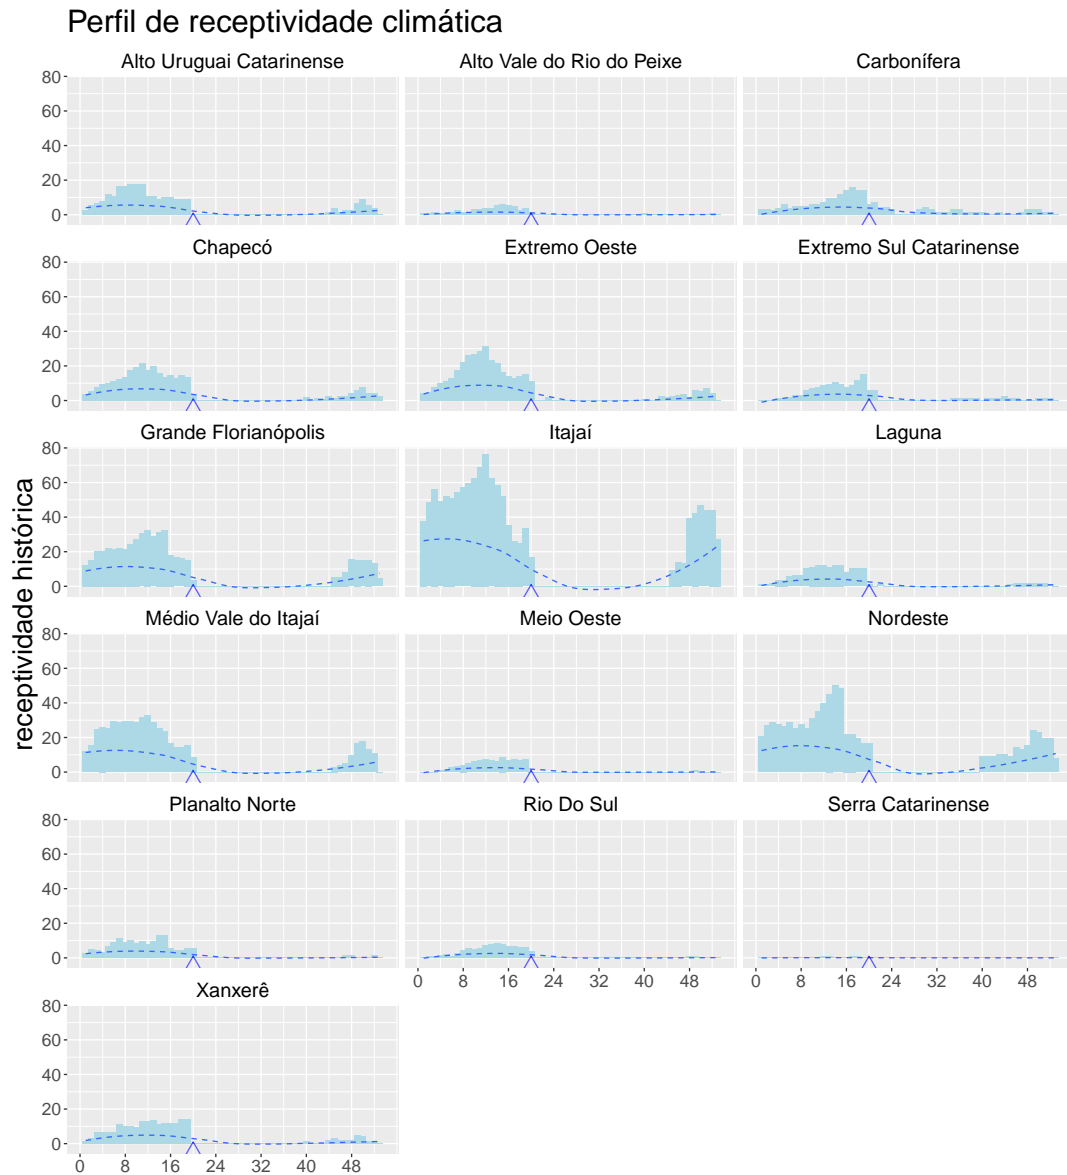 Perfil de receptividade climática
Alto Uruguai Catarinense
Alto Vale do Rio do Peixe
Carbonífera
80
60
40
20
0
Chapecó
Extremo Oeste
Extremo Sul Catarinense
80
60
40
20
0
Grande Florianópolis
Itajaí
Laguna
80
60
40
20
0
receptividade histórica
Médio Vale do Itajaí
Meio Oeste
Nordeste
80
60
40
20
0
Planalto Norte
Rio Do Sul
Serra Catarinense
80
60
40
20
0
0 8 16 24 32 40 48
0 8 16 24 32 40 48
Xanxerê
80
60
40
20
0
0 8 16 24 32 40 48